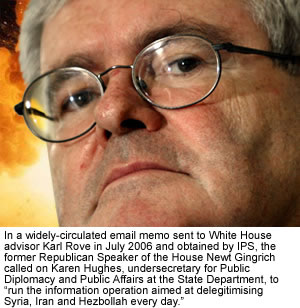 In a widely-circulated email memo sent to White House
advisor Karl Rove in July 2006 and obtained by IPS, the
former Republican Speaker of the House Newt Gingrich
called on Karen Hughes, undersecretary for Public
Diplomacy and Public Affairs at the State Department, to
“run the information operation aimed at delegitimising
Syria, Iran and Hezbollah every day.”